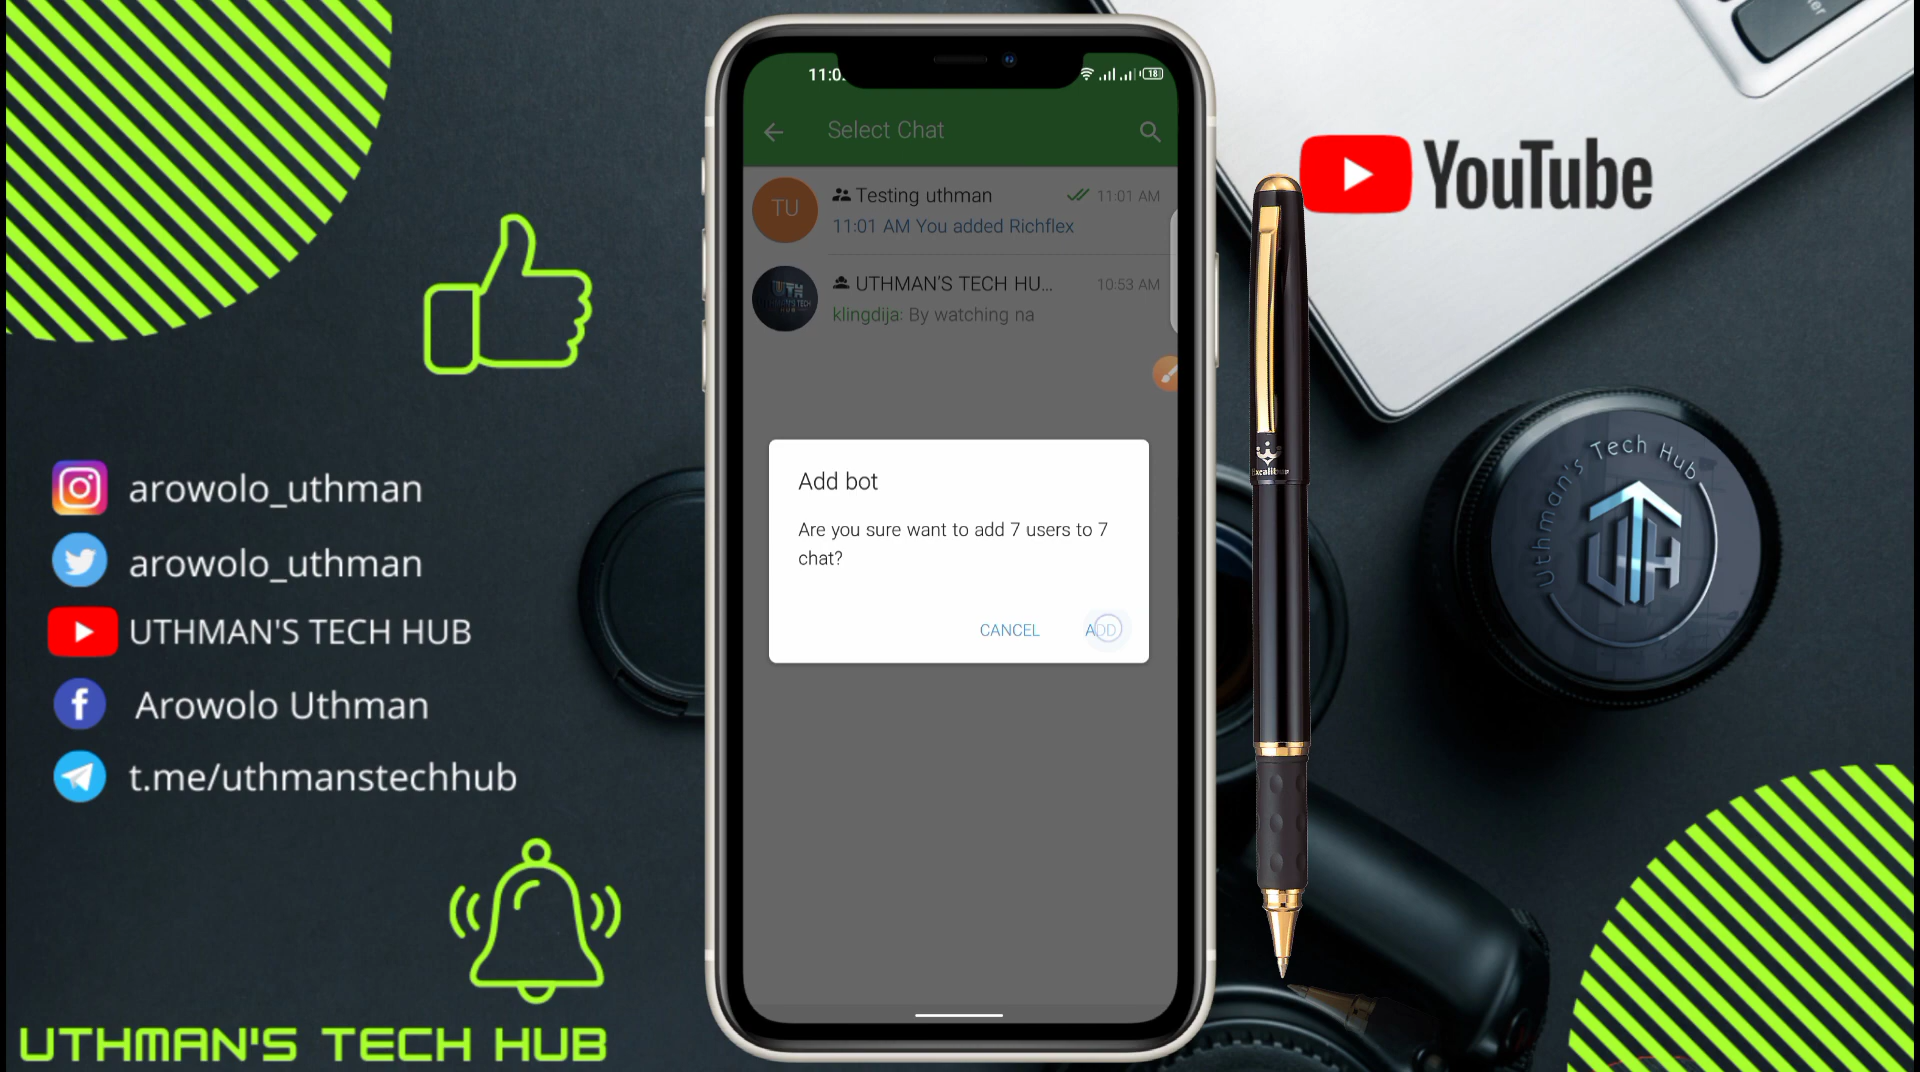 11:0
18
Select Chat
TU
Testing uthman
11:01 AM
11:01 AM You added Richflex
UTHMAN'S TECH HU...
10:53 AM
klingdija: By watching na
Add bot
Are you sure want to add 7 users to 7
chat?
CANCEL
ADD
arowolo_uthman
arowolo_uthman
UTHMAN'S TECH HUB
Arowolo Uthman
t.me/uthmanstechhub
UTHMAN'S TECH HUB
YouTube
Excalibur
Uthman's Tech Hub
UTH